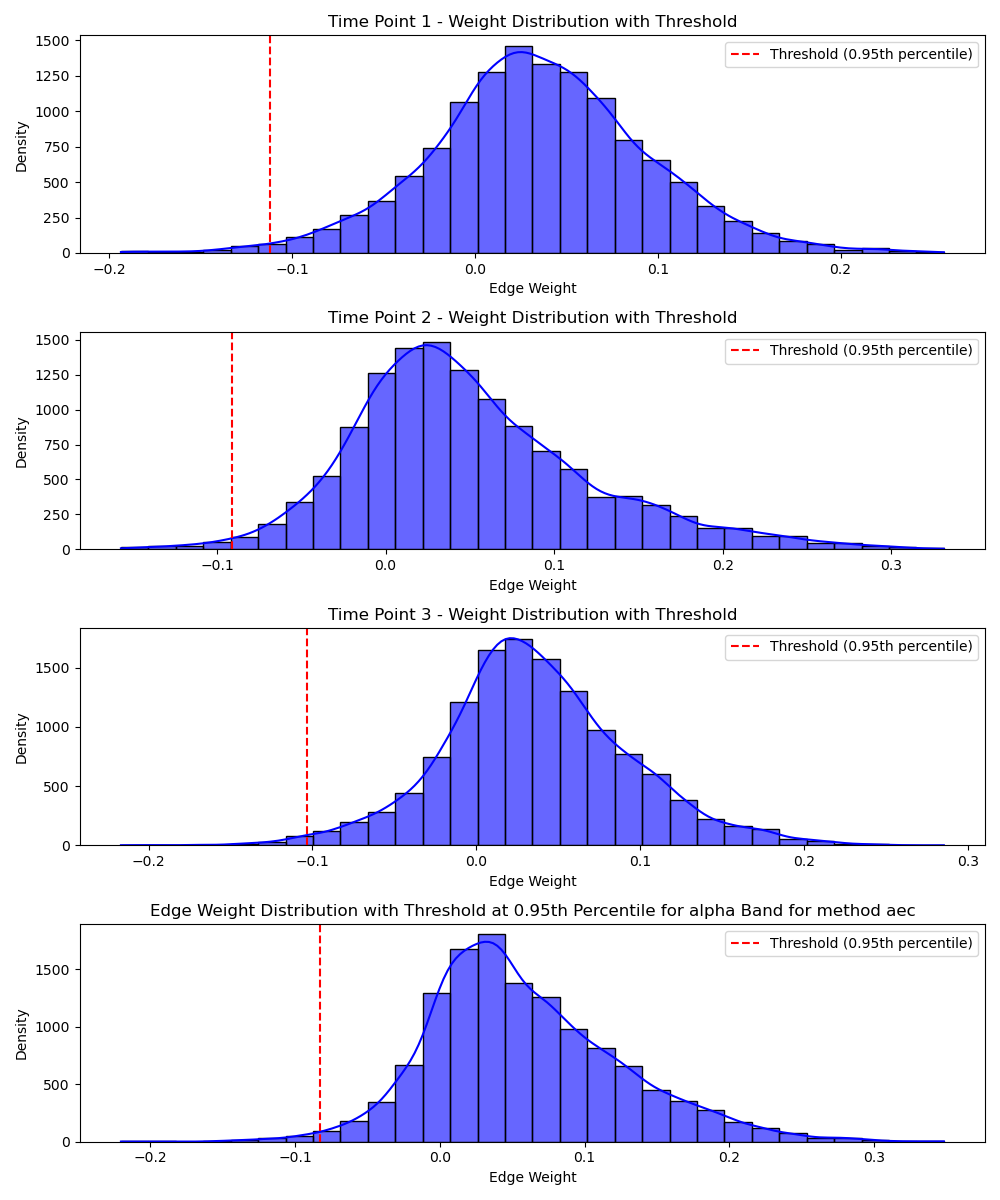 Time Point 1 - Weight Distribution with Threshold
Threshold (0.95th percentile)
Density
1500
1250
1000
750
500
250
0
−0.2
−0.1
0.0
0.1
0.2
Edge Weight
Time Point 2 - Weight Distribution with Threshold
Threshold (0.95th percentile)
Density
1500
1250
1000
750
500
250
0
−0.1
0.0
0.1
0.2
0.3
Edge Weight
Time Point 3 - Weight Distribution with Threshold
Threshold (0.95th percentile)
Density
1500
1000
500
0
−0.2
−0.1
0.0
0.1
0.2
0.3
Edge Weight
Edge Weight Distribution with Threshold at 0.95th Percentile for alpha Band for method aec
Threshold (0.95th percentile)
Density
1500
1000
500
0
−0.2
−0.1
0.0
0.1
0.2
0.3
Edge Weight